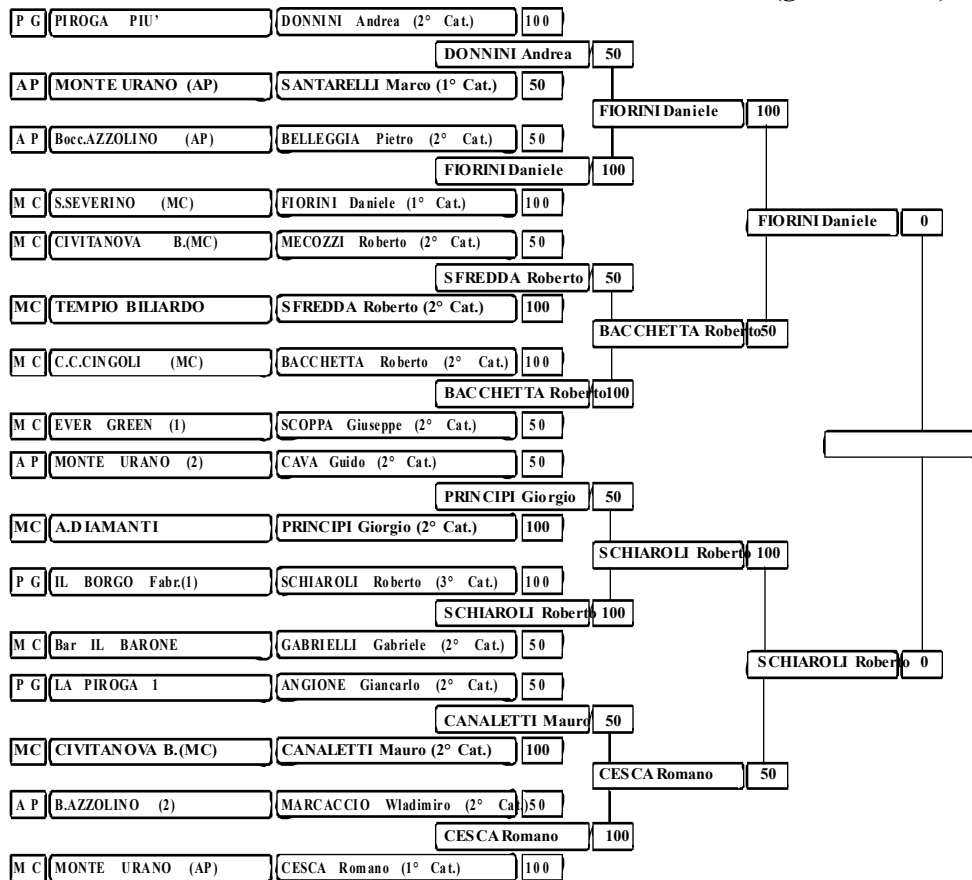 P G PIROGA PIU' DONNINI Andrea (2° Cat.) 100
DONNINI Andrea 50
AP MONTE URANO (AP) SANTARELLI Marco (1° Cat.) 50
FIORINI Daniele 100
A P Bocc.AZZOLINO (AP) BELLEGGIA Pietro (2° Cat.) 50
FIORINI Daniele 100
M C S.SEVERINO (MC) FIORINI Daniele (1° Cat.) 100
FIORINI Daniele 0
M C CIVITANOVA B.(MC) MECOZZI Roberto (2° Cat.) 50
SFREDDA Roberto 50
MC TEMPIO BILIARDO SFREDDA Roberto (2° Cat.) 100
BACCHETTA Roberto 50
M C C.C.CINGOLI (MC) BACCHETTA Roberto (2° Cat.) 100
BACCHETTA Roberto 100
M C EVER GREEN (1) SCOPPA Giuseppe (2° Cat.) 50
A P MONTE URANO (2) CAVA Guido (2° Cat.) 50
PRINCIPI Giorgio 50
MC A.DIAMANTI PRINCIPI Giorgio (2° Cat.) 100
SCHIAROLI Roberto 100
P G IL BORGO Fabr.(1) SCHIAROLI Roberto (3° Cat.) 100
SCHIAROLI Roberto 100
M C Bar IL BARONE GABRIELLI Gabriele (2° Cat.) 50
SCHIAROLI Roberto 0
P G LA PIROGA 1 ANGIONE Giancarlo (2° Cat.) 50
CANALETTI Mauro 50
MC CIVITANOVA B.(MC) CANALETTI Mauro (2° Cat.) 100
CESCA Romano 50
A P B.AZZOLINO (2) MARCACCIO Wladimiro (2° Cat.) 50
CESCA Romano 100
M C MONTE URANO (AP) CESCA Romano (1° Cat.) 100